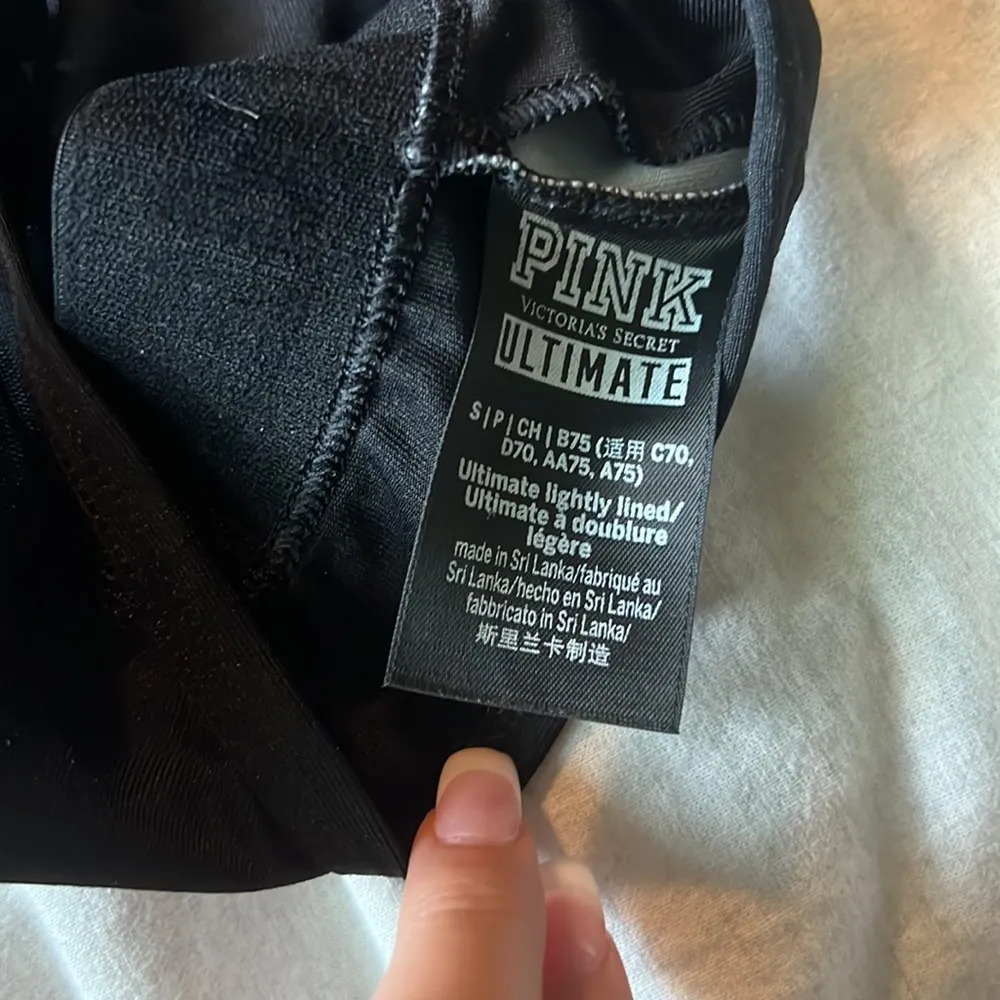 PINK
VICTORIA'S SECRET
ULTIMATE
S|P|CH|B75 (适用 C70,
D70, AA75, A75)
Ultimate lightly lined/
Ultimate à doublure
légère
made in Sri Lanka/fabriqué au
Sri Lanka/hecho en Sri Lanka/
fabbricato in Sri Lanka/
斯里兰卡制造